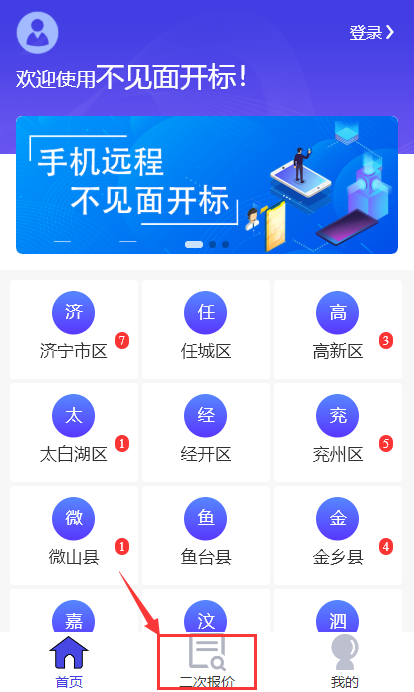 登录
欢迎使用不见面开标!
手机远程
不见面开标
济 任 高
7 3
济宁市区 任城区 高新区
太 经 兖
1 5
太白湖区 经开区 兖州区
微 鱼 金
1 4
微山县 鱼台县 金乡县
嘉 汶 泗
首页 二次报价 我的